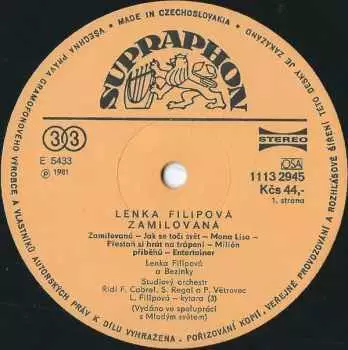 VŠECHNA PRÁVA GRAMOFONOVÉHO VÝROBCE A VLASTNÍKŮ AUTORSKÝCH PRÁV K DÍLU VYHRAŽENA. POŘIZOVÁNÍ KOPIÍ, VEŘEJNÉ PROVOZOVÁNÍ A ROZHLASOVÉ ŠÍŘENÍ TÉTO DESKY JE ZAKÁZÁNO
• MADE IN CZECHOSLOVAKIA •
SUPRAPHON
33
STEREO
E 5433
OSA
℗ 1981
1113 2945
Kčs 44,-
1. strana
LENKA FILIPOVÁ
ZAMILOVANÁ
Zamilovaná – Jak se točí svět – Mona Lisa –
Přestaň si hrát na trápení – Milión
příběhů – Entertainer
Lenka Filipová
a Bezinky
Studiový orchestr
Řídí F. Cabrel, S. Regal a P. Větrovec
L. Filipová – kytara (3)
(Vydáno ve spolupráci
s Mladým světem)